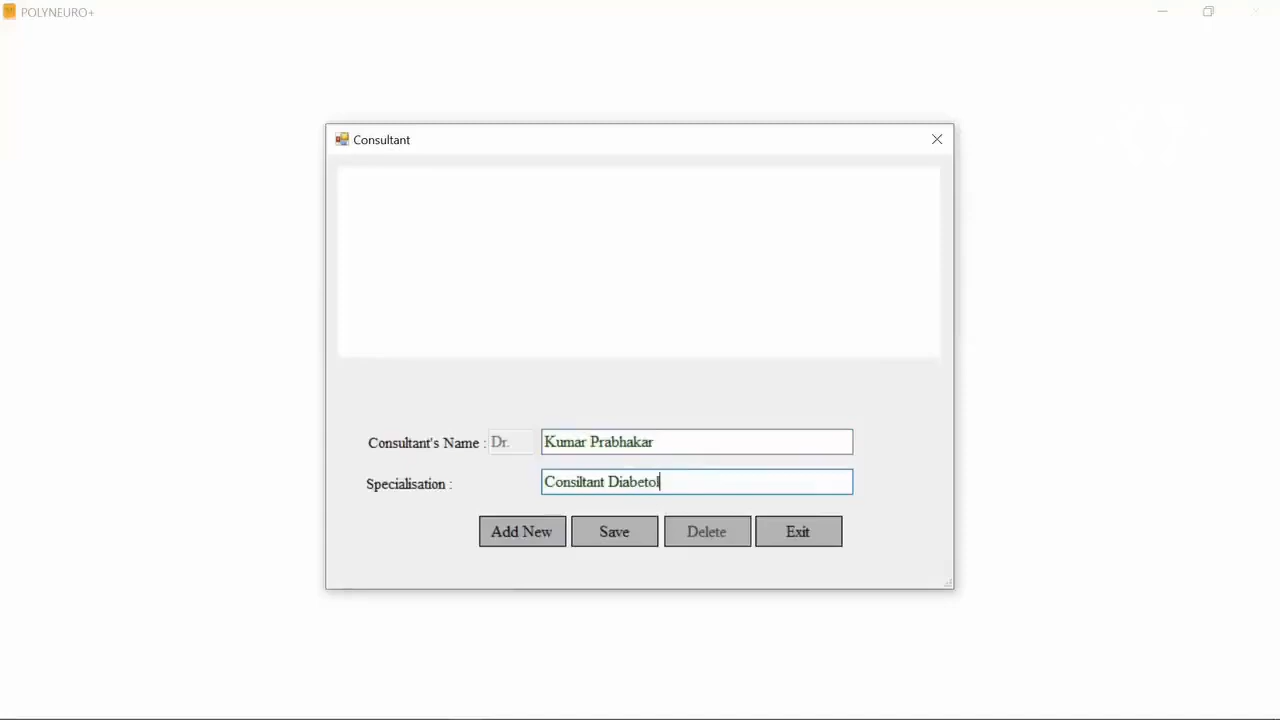 POLYNEURO+
Consultant
Consultant's Name : Dr. Kumar Prabhakar
Specialisation : Consiltant Diabetol
Add New Save Delete Exit